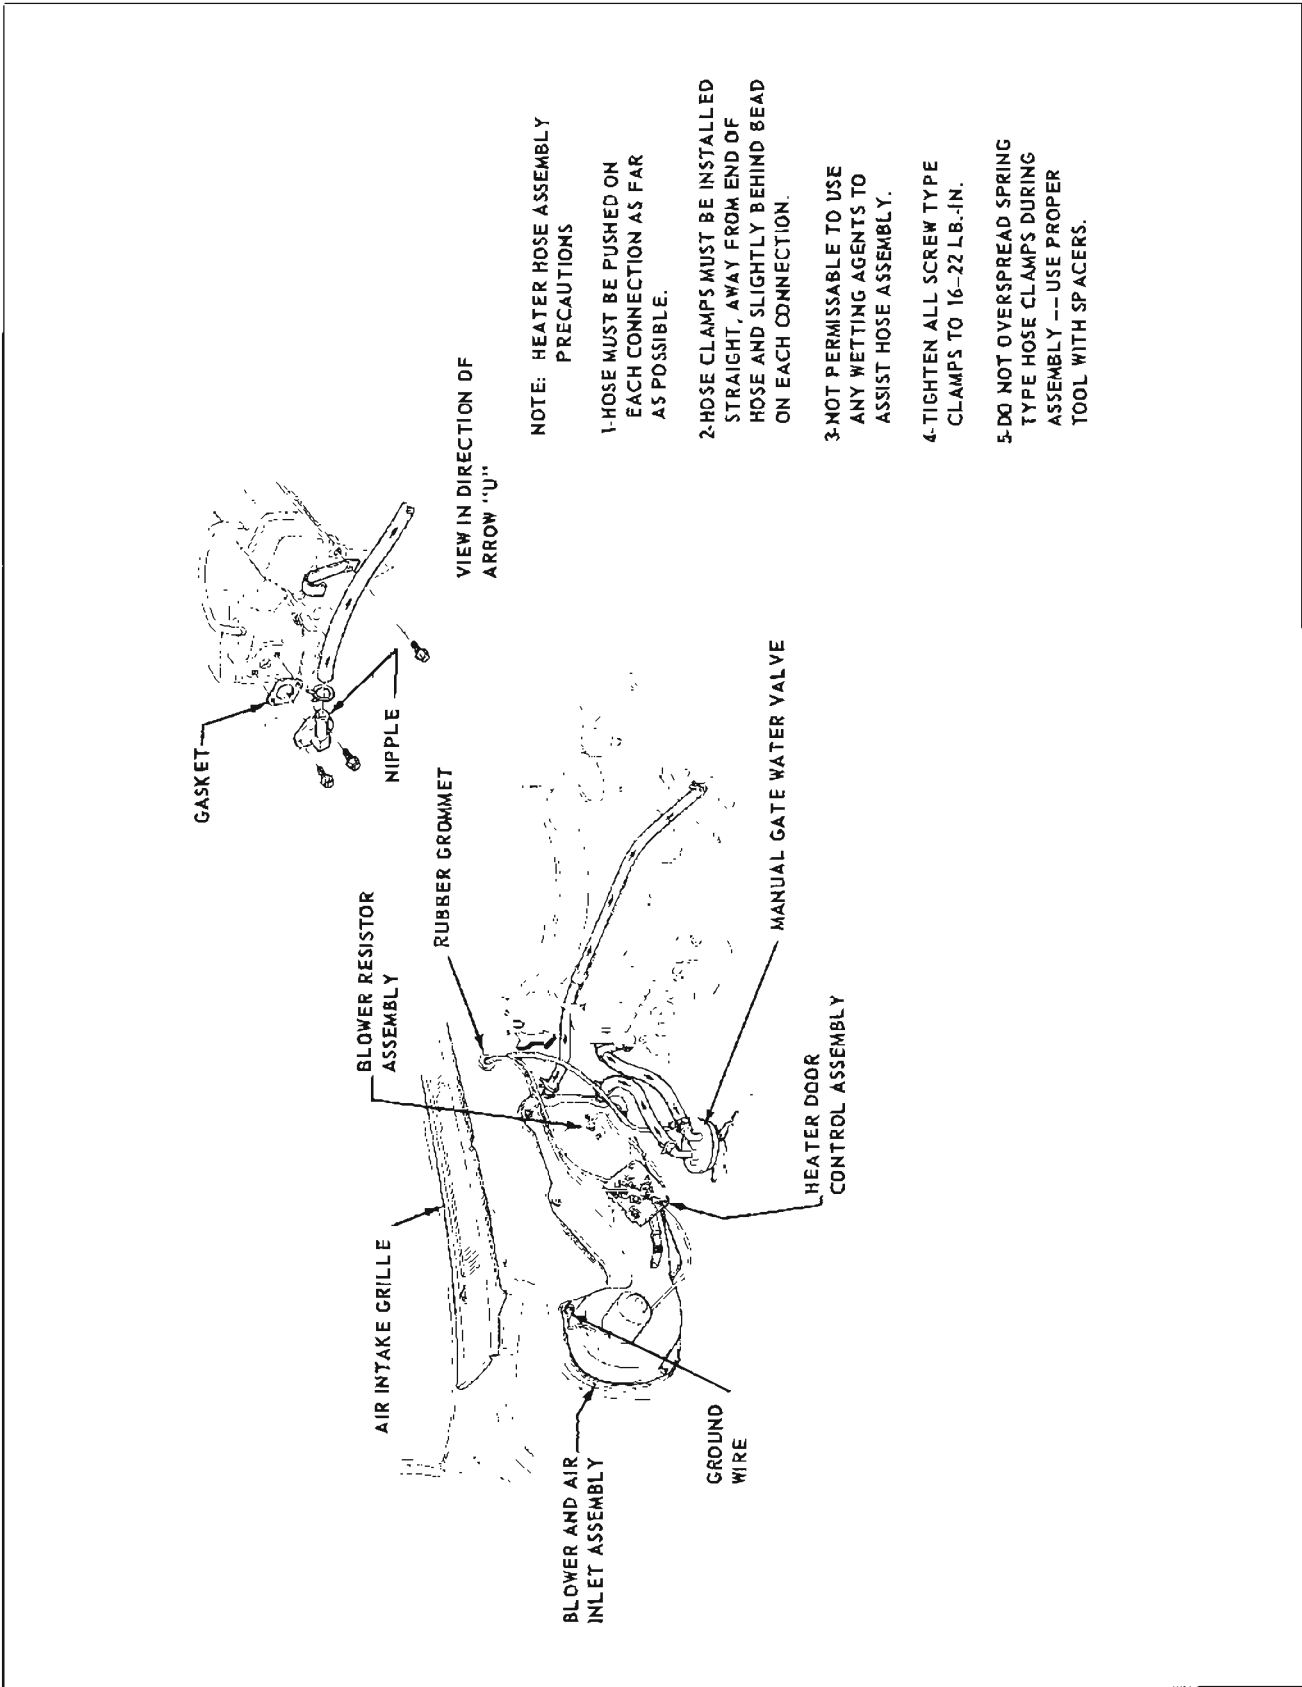 GASKET
NIPPLE
VIEW IN DIRECTION OF
ARROW "U"
BLOWER RESISTOR
ASSEMBLY
RUBBER GROMMET
AIR INTAKE GRILLE
U
BLOWER AND AIR
INLET ASSEMBLY
GROUND
WIRE
MANUAL GATE WATER VALVE
HEATER DOOR
CONTROL ASSEMBLY
NOTE: HEATER HOSE ASSEMBLY
PRECAUTIONS
1-HOSE MUST BE PUSHED ON
EACH CONNECTION AS FAR
AS POSSIBLE.
2-HOSE CLAMPS MUST BE INSTALLED
STRAIGHT, AWAY FROM END OF
HOSE AND SLIGHTLY BEHIND BEAD
ON EACH CONNECTION.
3-NOT PERMISSABLE TO USE
ANY WETTING AGENTS TO
ASSIST HOSE ASSEMBLY.
4-TIGHTEN ALL SCREW TYPE
CLAMPS TO 16-22 LB.-IN.
5-DO NOT OVERSPREAD SPRING
TYPE HOSE CLAMPS DURING
ASSEMBLY -- USE PROPER
TOOL WITH SPACERS.